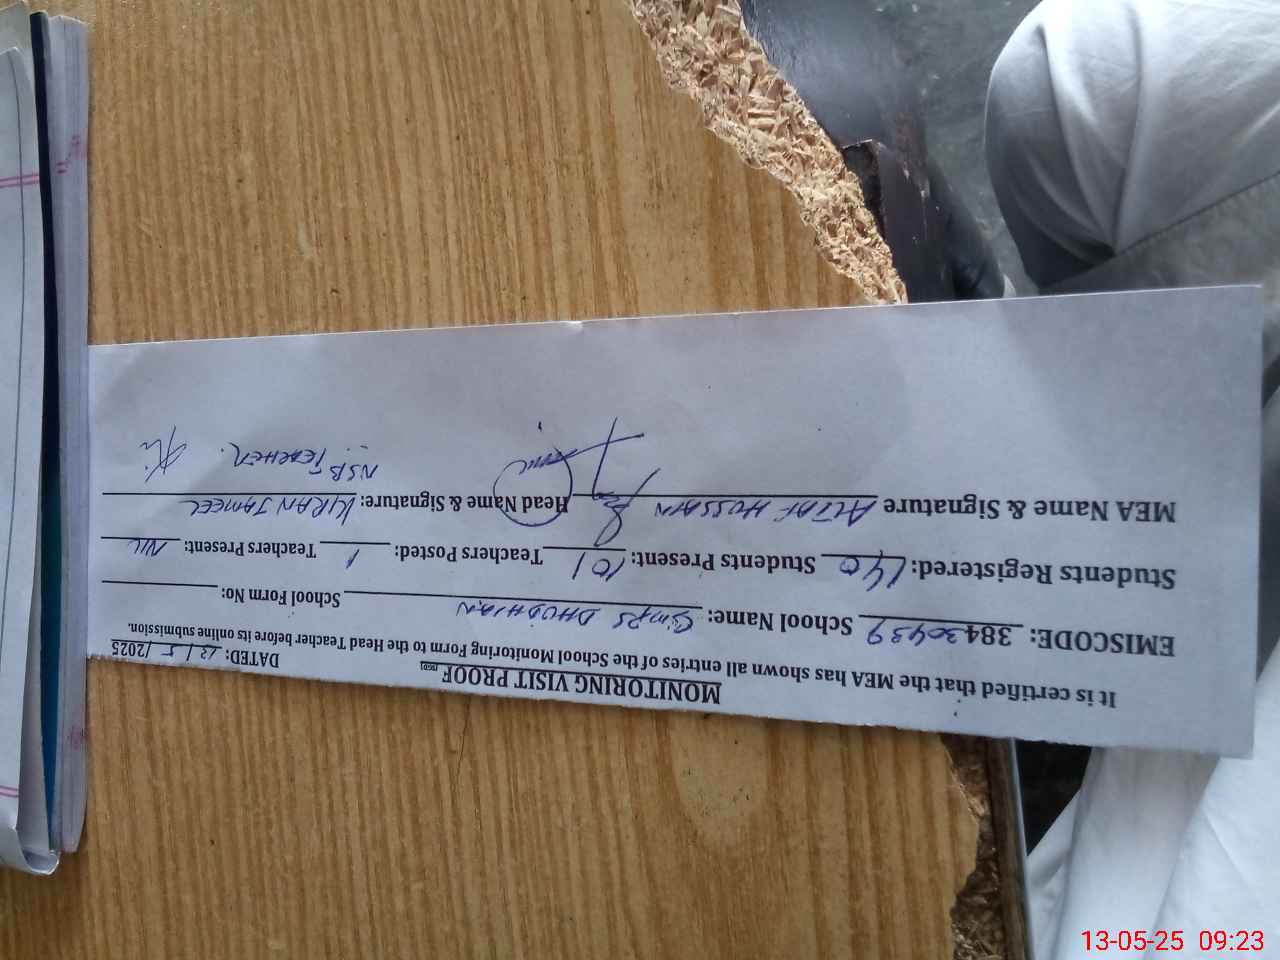 MONITORING VISIT PROOF
DATED: 13/5/2025
It is certified that the MEA has shown all entries of the School Monitoring Form to the Head Teacher before its online submission.
EMISCODE: 38430439 School Name: GMPS DHUDHIAN School Form No:
Students Registered: 140 Students Present: 101 Teachers Posted: 1 Teachers Present: NIL
MEA Name & Signature ALTAF HUSSAIN Head Name & Signature: KIRAN JAMEEL
NSB TEACHER.
13-05-25 09:23